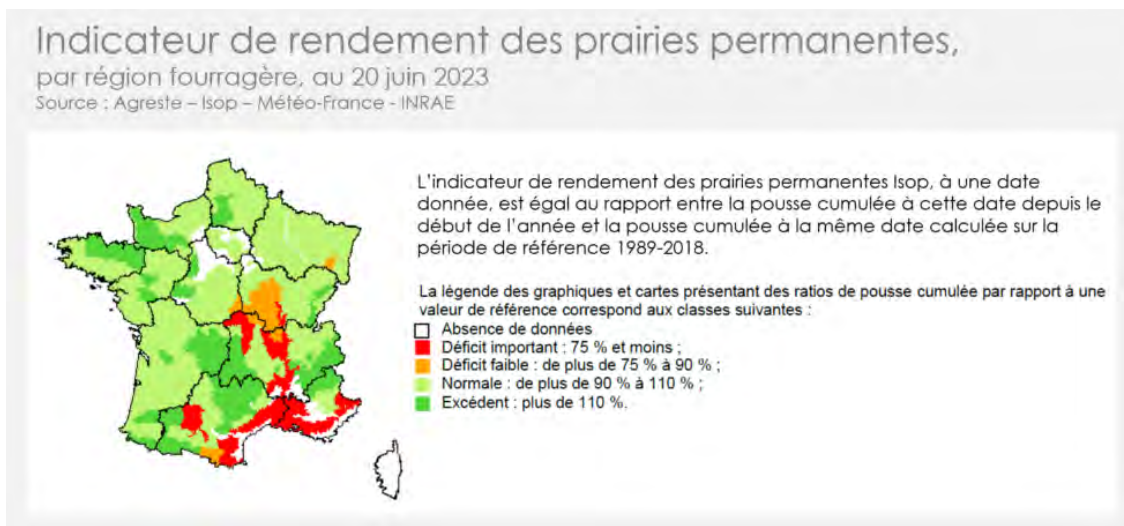 Indicateur de rendement des prairies permanentes,
par région fourragère, au 20 juin 2023
Source : Agreste – Isop – Météo-France - INRAE
L'indicateur de rendement des prairies permanentes Isop, à une date
donnée, est égal au rapport entre la pousse cumulée à cette date depuis le
début de l'année et la pousse cumulée à la même date calculée sur la
période de référence 1989-2018.
La légende des graphiques et cartes présentant des ratios de pousse cumulée par rapport à une
valeur de référence correspond aux classes suivantes :
Absence de données
Déficit important : 75 % et moins ;
Déficit faible : de plus de 75 % à 90 % ;
Normale : de plus de 90 % à 110 % ;
Excédent : plus de 110 %.